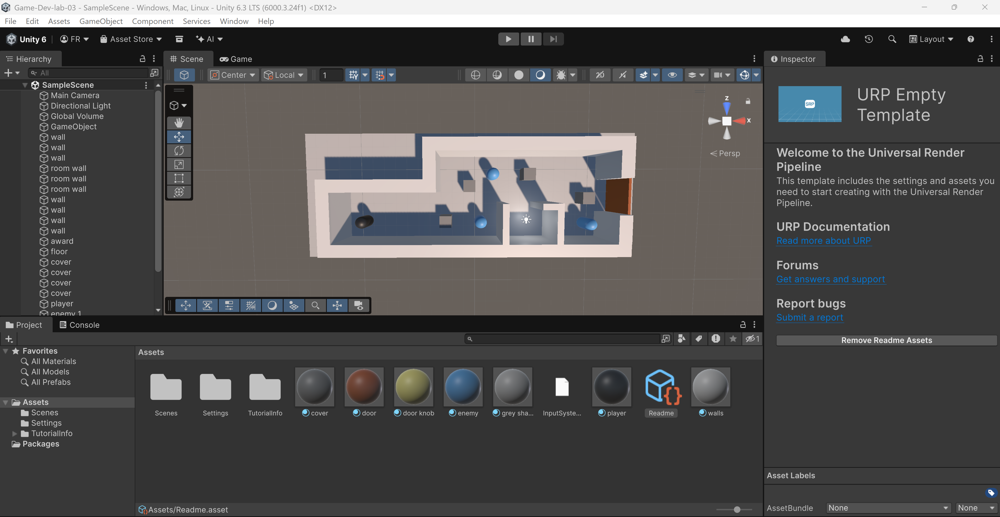 Game-Dev-lab-03 - SampleScene - Windows, Mac, Linux - Unity 6.3 LTS (6000.3.24f1) <DX12>
File Edit Assets GameObject Component Services Window Help
Unity 6 FR Asset Store AI Layout
Hierarchy
All
SampleScene
Main Camera
Directional Light
Global Volume
GameObject
wall
wall
wall
room wall
room wall
room wall
wall
wall
wall
wall
award
floor
cover
cover
cover
cover
player
enemy 1
Scene Game
Center Local 1 2D
z
x
Persp
Inspector
SRP
URP Empty
Template
Welcome to the Universal Render
Pipeline
This template includes the settings and assets you
need to start creating with the Universal Render
Pipeline.
URP Documentation
Read more about URP
Forums
Get answers and support
Report bugs
Submit a report
Remove Readme Assets
Asset Labels
AssetBundle None None
Project Console
1
Favorites
All Materials
All Models
All Prefabs
Assets
Scenes
Settings
TutorialInfo
Packages
Assets
Scenes Settings TutorialInfo cover door door knob enemy grey sha... InputSyste... player Readme walls
Assets/Readme.asset